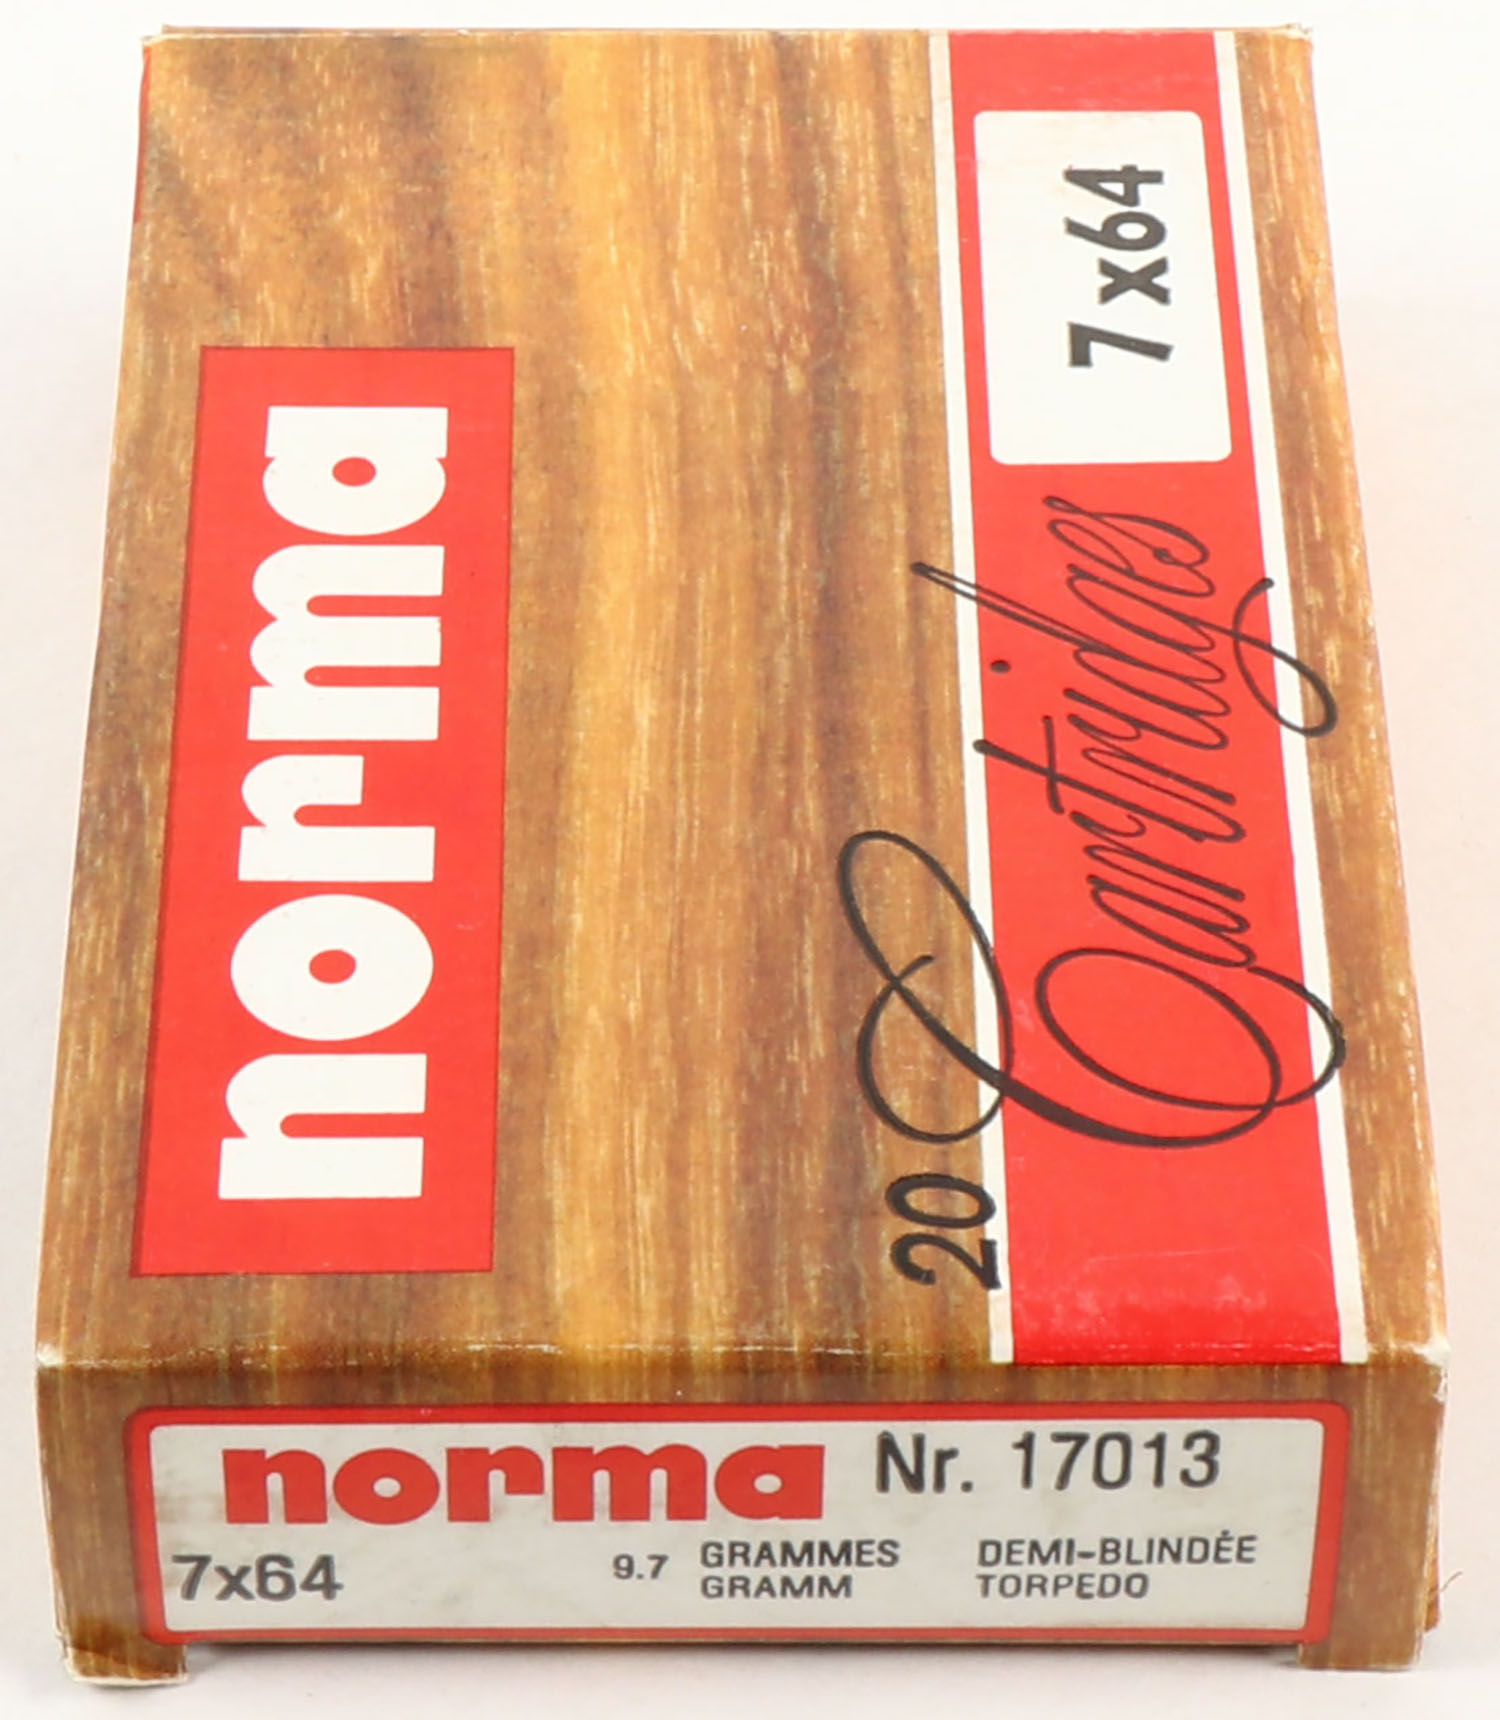 norma
20 Cartridges
7x64
norma Nr. 17013
7x64 9.7 GRAMMES DEMI-BLINDÉE
GRAMM TORPEDO